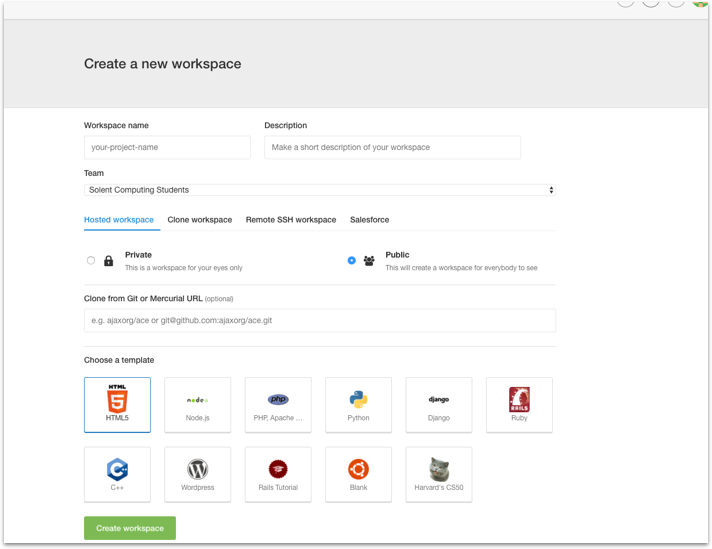 Create a new workspace
Workspace name
Description
your-project-name
Make a short description of your workspace
Team
Solent Computing Students
Hosted workspace
Clone workspace
Remote SSH workspace
Salesforce
Private
This is a workspace for your eyes only
Public
This will create a workspace for everybody to see
Clone from Git or Mercurial URL (optional)
e.g. ajaxorg/ace or git@github.com:ajaxorg/ace.git
Choose a template
HTML
5
HTML5
node
Node.js
php
PHP, Apache ...
Python
django
Django
RAILS
Ruby
C++
C++
Wordpress
Rails Tutorial
Blank
Harvard's CS50
Create workspace